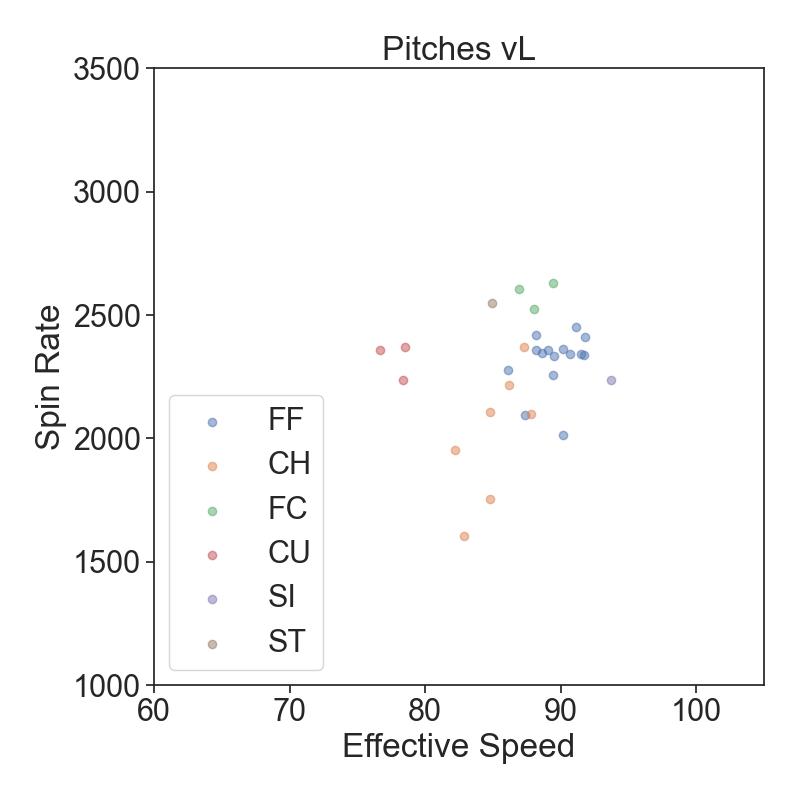 Pitches vL
3500
3000
2500
2000
1500
1000
Spin Rate
FF
CH
FC
CU
SI
ST
60
70
80
90
100
Effective Speed